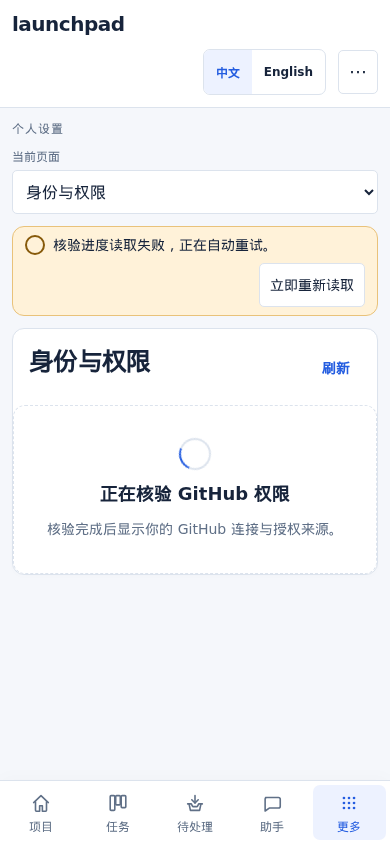 launchpad
中文
English
...
个人设置
当前页面
身份与权限
核验进度读取失败，正在自动重试。
立即重新读取
身份与权限
刷新
正在核验 GitHub 权限
核验完成后显示你的 GitHub 连接与授权来源。
项目
任务
待处理
助手
更多